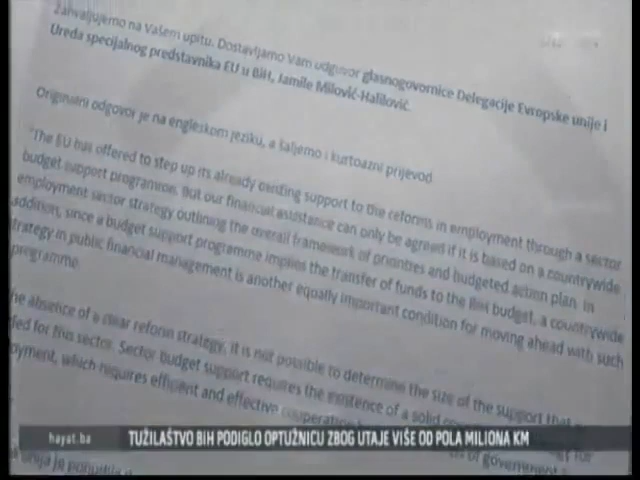 Zahvaljujemo na Vašem upitu. Dostavljamo Vam odgovor glasnogovornice Delegacije Evropske unije i
Ureda specijalnog predstavnika EU u BiH, Jamile Milović-Halilović.
Originalni odgovor je na engleskom jeziku, a šaljemo i kurtoazni prijevod
"The EU has offered to step up its already existing support to the reforms in employment through a sector
budget support programme. But our financial assistance can only be agreed if it is based on a countrywide
employment sector strategy outlining the overall framework of priorities and budgeted action plan. In
addition, since a budget support programme implies the transfer of funds to the BiH budget, a countrywide
strategy in public financial management is another equally important condition for moving ahead with such
programme.
he absence of a clear reform strategy, it is not possible to determine the size of the support that
for this sector. Sector budget support requires the existence of a solid for
oyment, which requires efficient and effective cooperation of government
unija je ponudila
hayat.ba
TUŽILAŠTVO BIH PODIGLO OPTUŽNICU ZBOG UTAJE VIŠE OD POLA MILIONA KM